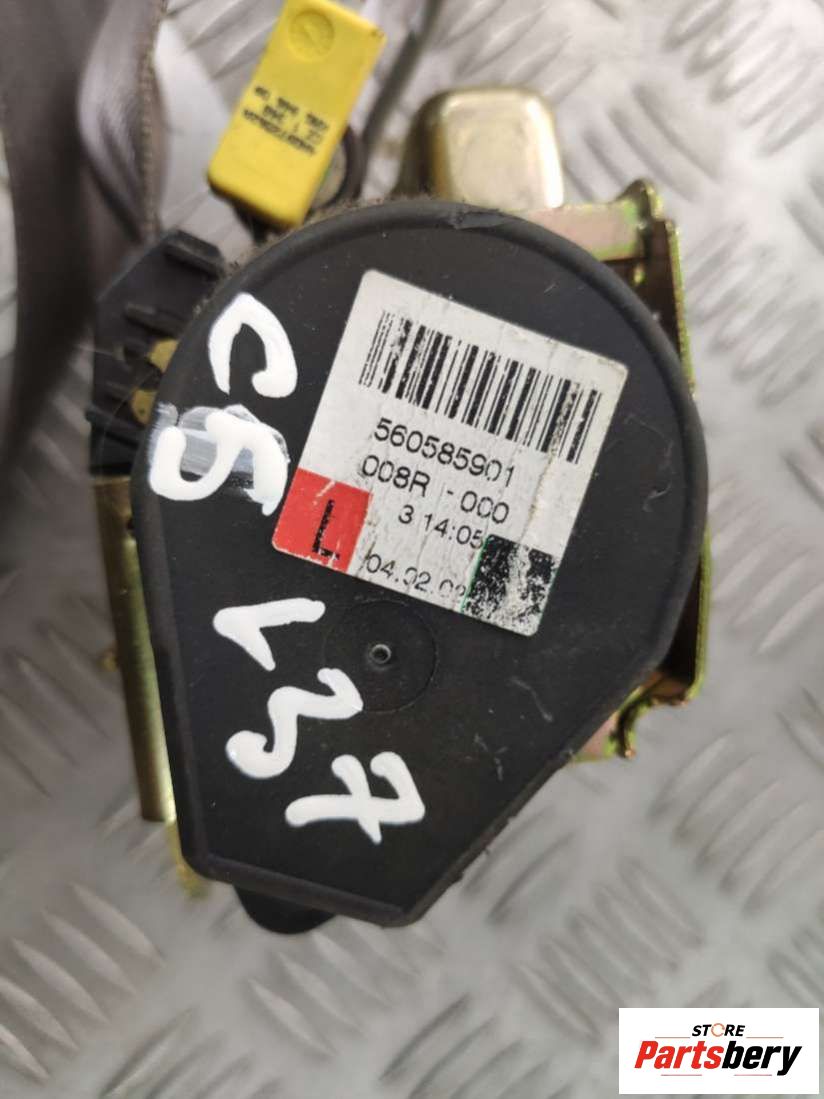 C5
L37
560585901
008R - 000
3 14:05
L
STORE
Partsbery